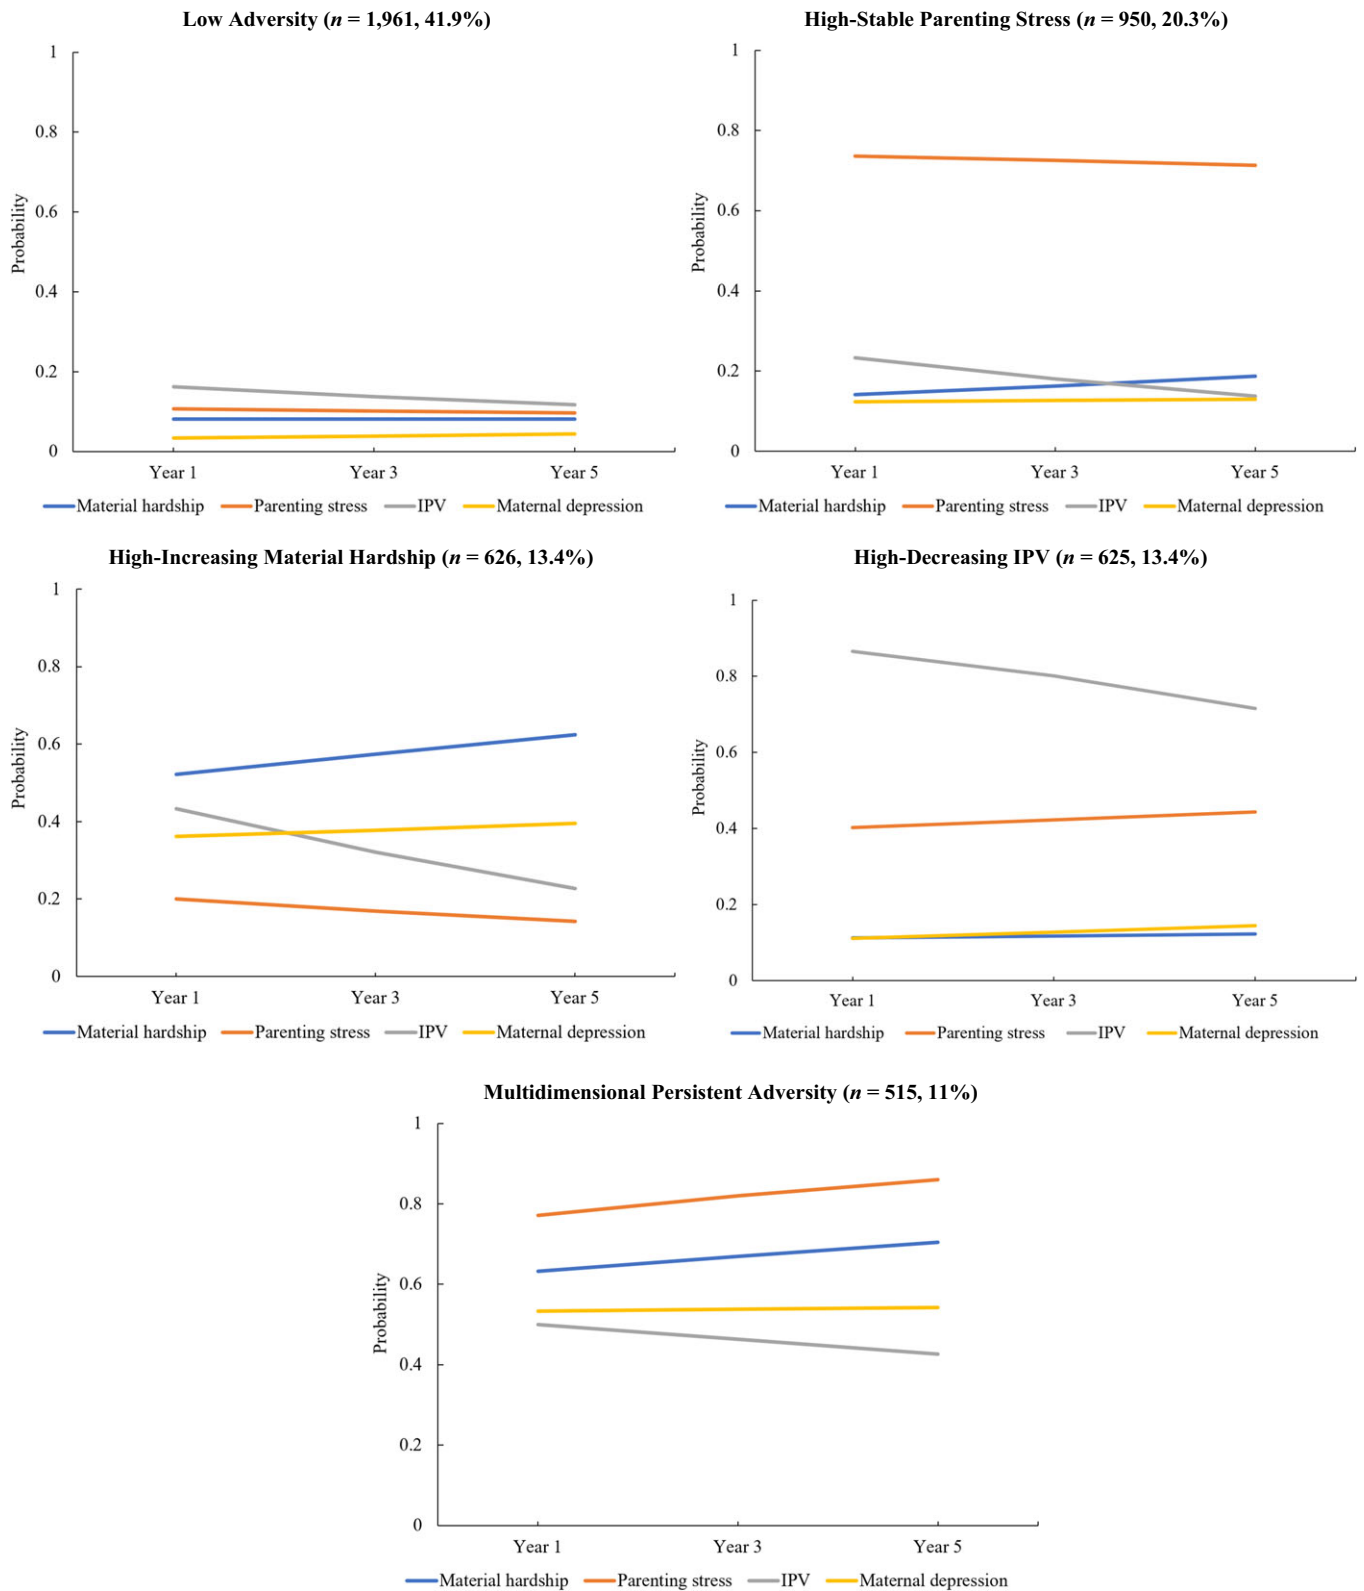 Low Adversity (n = 1,961, 41.9%)
1
0.8
0.6
0.4
0.2
0
Probability
Year 1 Year 3 Year 5
Material hardship Parenting stress IPV Maternal depression
High-Stable Parenting Stress (n = 950, 20.3%)
1
0.8
0.6
0.4
0.2
0
Probability
Year 1 Year 3 Year 5
Material hardship Parenting stress IPV Maternal depression
High-Increasing Material Hardship (n = 626, 13.4%)
1
0.8
0.6
0.4
0.2
0
Probability
Year 1 Year 3 Year 5
Material hardship Parenting stress IPV Maternal depression
High-Decreasing IPV (n = 625, 13.4%)
1
0.8
0.6
0.4
0.2
0
Probability
Year 1 Year 3 Year 5
Material hardship Parenting stress IPV Maternal depression
Multidimensional Persistent Adversity (n = 515, 11%)
1
0.8
0.6
0.4
0.2
0
Probability
Year 1 Year 3 Year 5
Material hardship Parenting stress IPV Maternal depression